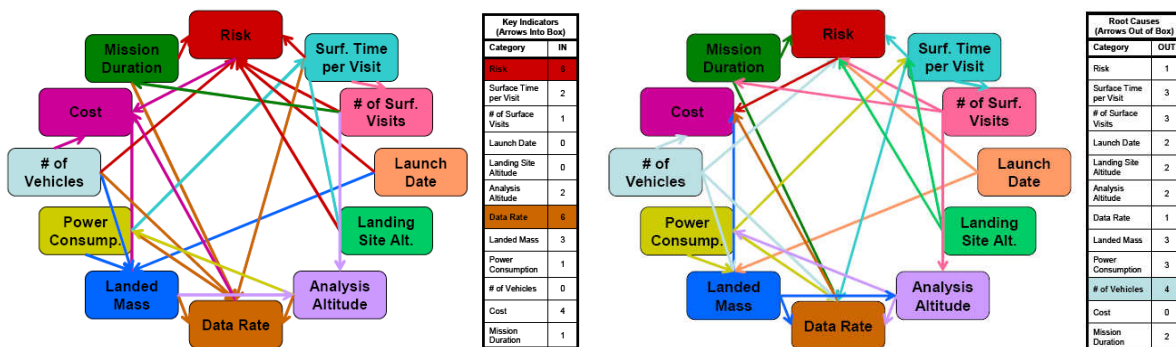 Risk
Mission
Duration
Surf. Time
per Visit
Cost
# of Surf.
Visits
# of
Vehicles
Launch
Date
Power
Consump.
Landing
Site Alt.
Landed
Mass
Analysis
Altitude
Data Rate
Key Indicators
(Arrows Into Box)
Category IN
Risk 6
Surface Time
per Visit 2
# of Surface
Visits 1
Launch Date 0
Landing Site
Altitude 0
Analysis
Altitude 2
Data Rate 6
Landed Mass 3
Power
Consumption 1
# of Vehicles 0
Cost 4
Mission
Duration 1
Risk
Mission
Duration
Surf. Time
per Visit
Cost
# of Surf.
Visits
# of
Vehicles
Launch
Date
Power
Consump.
Landing
Site Alt.
Landed
Mass
Analysis
Altitude
Data Rate
Root Causes
(Arrows Out of Box)
Category OUT
Risk 1
Surface Time
per Visit 3
# of Surface
Visits 3
Launch Date 2
Landing Site
Altitude 2
Analysis
Altitude 2
Data Rate 1
Landed Mass 3
Power
Consumption 3
# of Vehicles 4
Cost 0
Mission
Duration 2